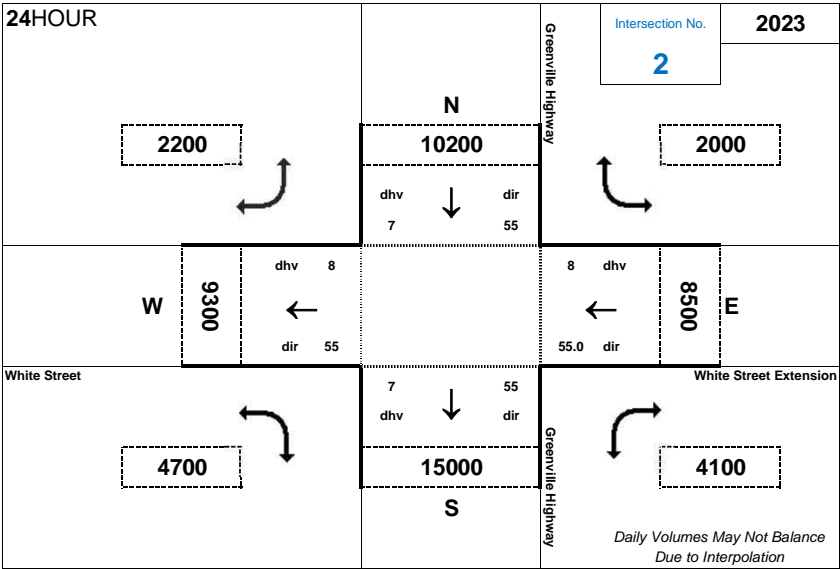 24HOUR
Intersection No.
2
2023
Greenville Highway
N
2200
10200
2000
dhv
dir
7
55
dhv 8
8 dhv
W
9300
8500
E
dir 55
55.0 dir
White Street
White Street Extension
7
55
dhv
dir
4700
15000
4100
Greenville Highway
S
Daily Volumes May Not Balance
Due to Interpolation